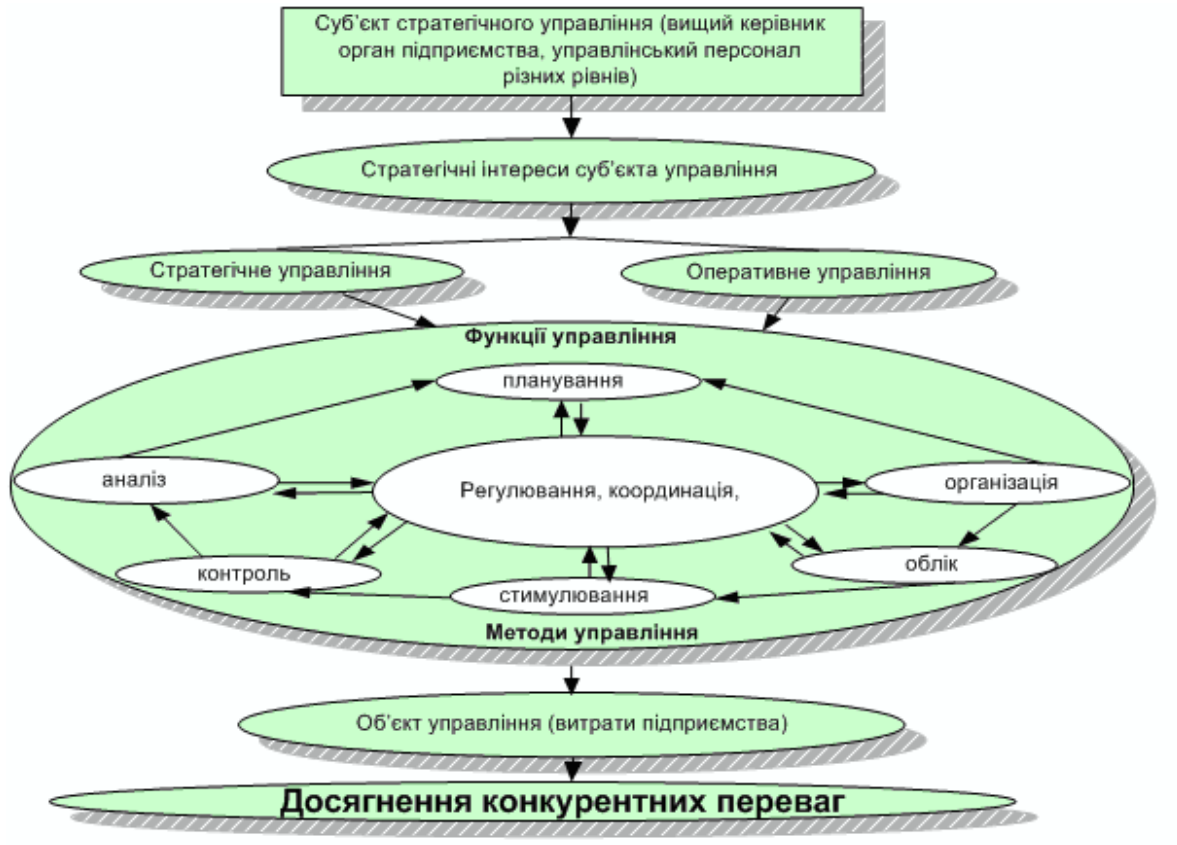 Суб’єкт стратегічного управління (вищий керівник
орган підприємства, управлінський персонал
різних рівнів)
Стратегічні інтереси суб’єкта управління
Стратегічне управління
Оперативне управління
Функції управління
планування
аналіз
Регулювання, координація,
організація
контроль
облік
стимулювання
Методи управління
Об’єкт управління (витрати підприємства)
Досягнення конкурентних переваг